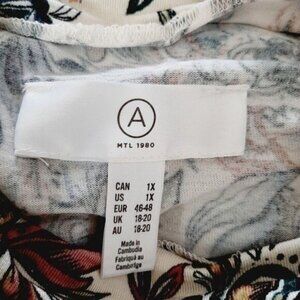 A
MTL 1980
CAN 1X
US 1X
EUR 46-48
UK 18-20
AU 18-20
Made in
Cambodia
Fabriqué au
Cambodge